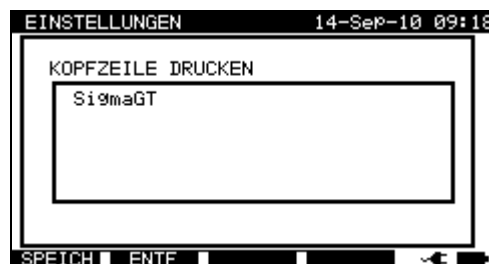 EINSTELLUNGEN 14-Sep-10 09:18
KOPFZEILE DRUCKEN
SigmaGT
SPEICH ENTF